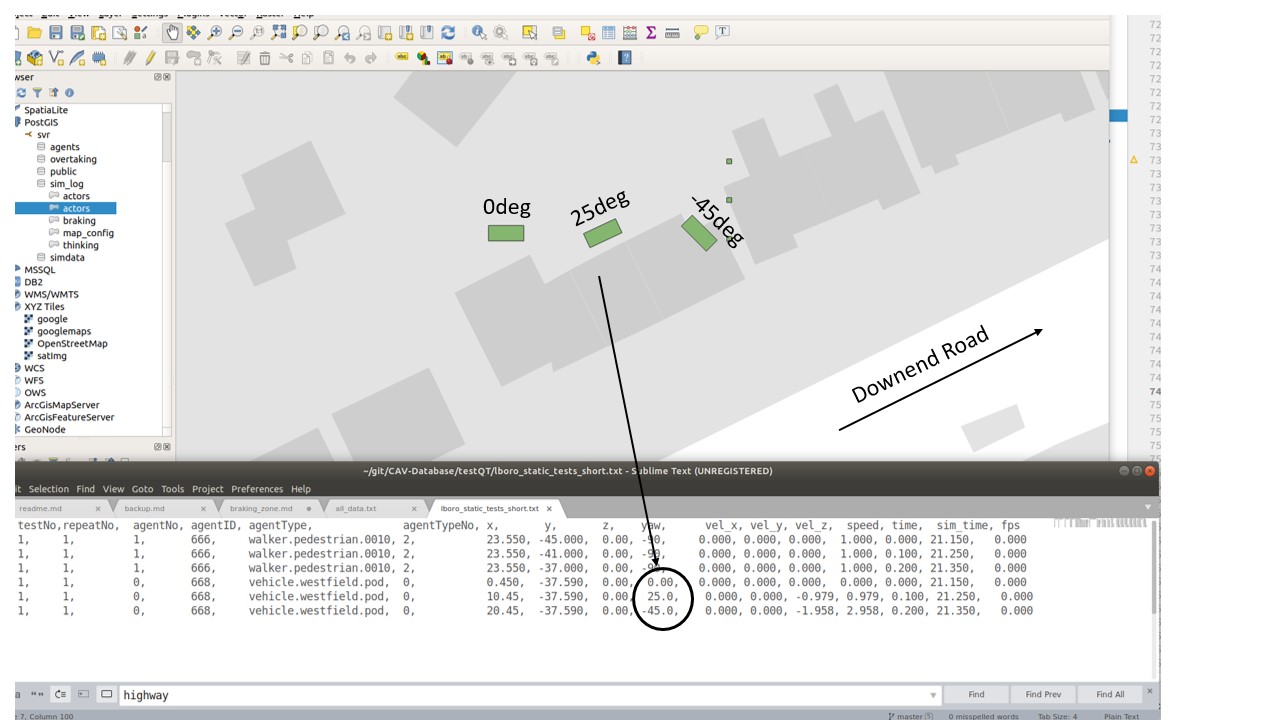 SpatiaLite
PostGIS
svr
agents
overtaking
public
sim_log
actors
actors
braking
map_config
thinking
simdata
MSSQL
DB2
WMS/WMTS
XYZ Tiles
google
googlemaps
OpenStreetMap
satImg
WCS
WFS
OWS
ArcGisMapServer
ArcGisFeatureServer
GeoNode
0deg
25deg
-45deg
Downend Road
~/git/CAV-Database/testQT/lboro_static_tests_short.txt - Sublime Text (UNREGISTERED)
Selection Find View Goto Tools Project Preferences Help
readme.md backup.md braking_zone.md all_data.txt lboro_static_tests_short.txt
testNo,repeatNo, agentNo, agentID, agentType, agentTypeNo, x, y, z, yaw, vel_x, vel_y, vel_z, speed, time, sim_time, fps
1, 1, 1, 666, walker.pedestrian.0010, 2, 23.550, -45.000, 0.00, -90, 0.000, 0.000, 0.000, 1.000, 0.000, 21.150, 0.000
1, 1, 1, 666, walker.pedestrian.0010, 2, 23.550, -41.000, 0.00, -90, 0.000, 0.000, 0.000, 1.000, 0.100, 21.250, 0.000
1, 1, 1, 666, walker.pedestrian.0010, 2, 23.550, -37.000, 0.00, -90, 0.000, 0.000, 0.000, 1.000, 0.200, 21.350, 0.000
1, 1, 0, 668, vehicle.westfield.pod, 0, 0.450, -37.590, 0.00, 0.00, 0.000, 0.000, 0.000, 0.000, 0.000, 21.150, 0.000
1, 1, 0, 668, vehicle.westfield.pod, 0, 10.45, -37.590, 0.00, 25.0, 0.000, 0.000, -0.979, 0.979, 0.100, 21.250, 0.000
1, 1, 0, 668, vehicle.westfield.pod, 0, 20.45, -37.590, 0.00, -45.0, 0.000, 0.000, -1.958, 2.958, 0.200, 21.350, 0.000
highway Find Find Prev Find All
7, Column 100 master 5 0 misspelled words Tab Size: 4 Plain Text